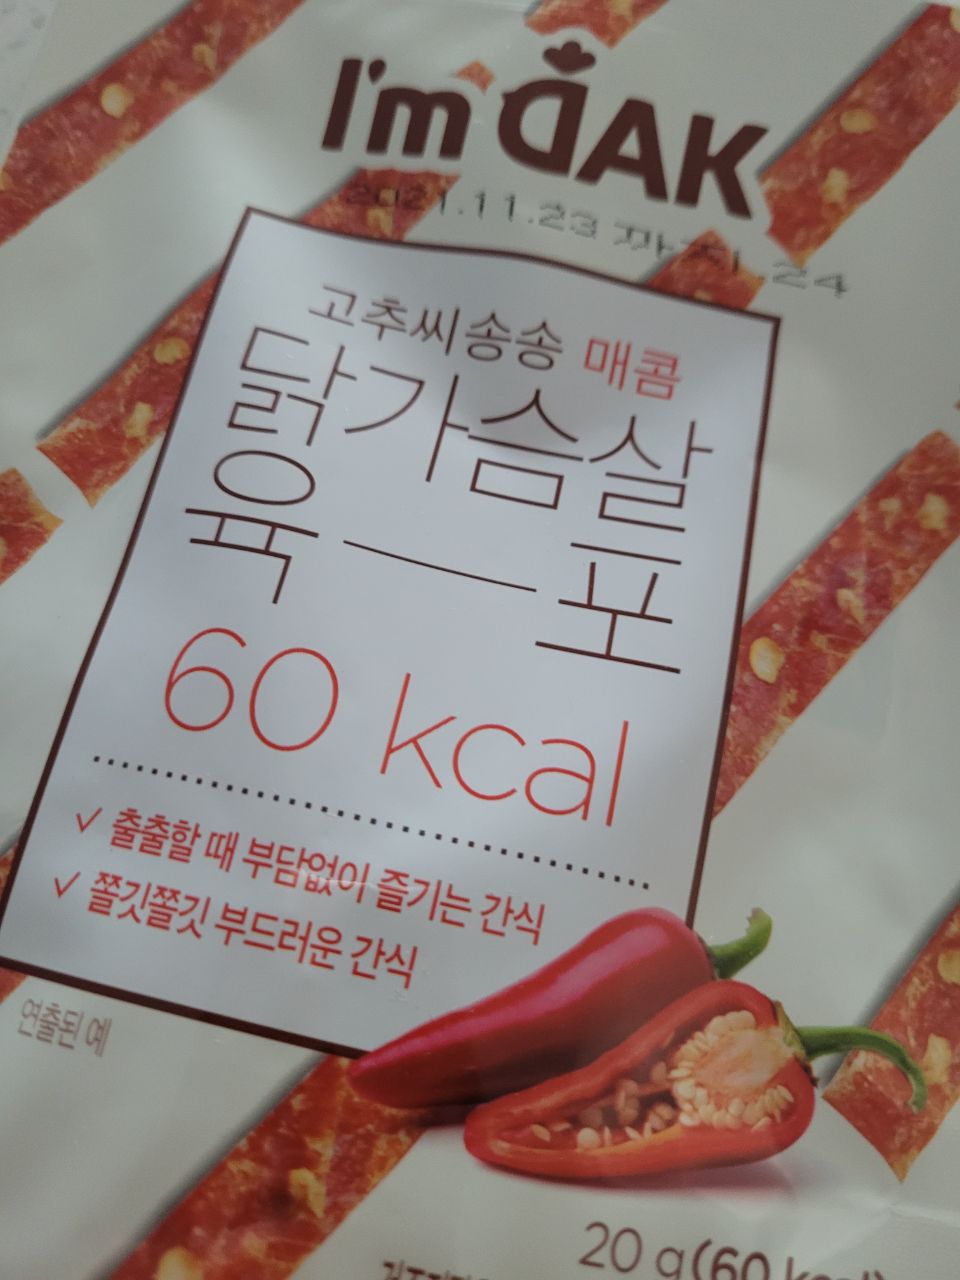 I'm DAK
2021.11.23 까지 .24
고추씨송송 매콤
닭가슴살
육一포
60 kcal
✓ 출출할 때 부담없이 즐기는 간식
✓ 쫄깃쫄깃 부드러운 간식
연출된 예
20 g(60 kcal)